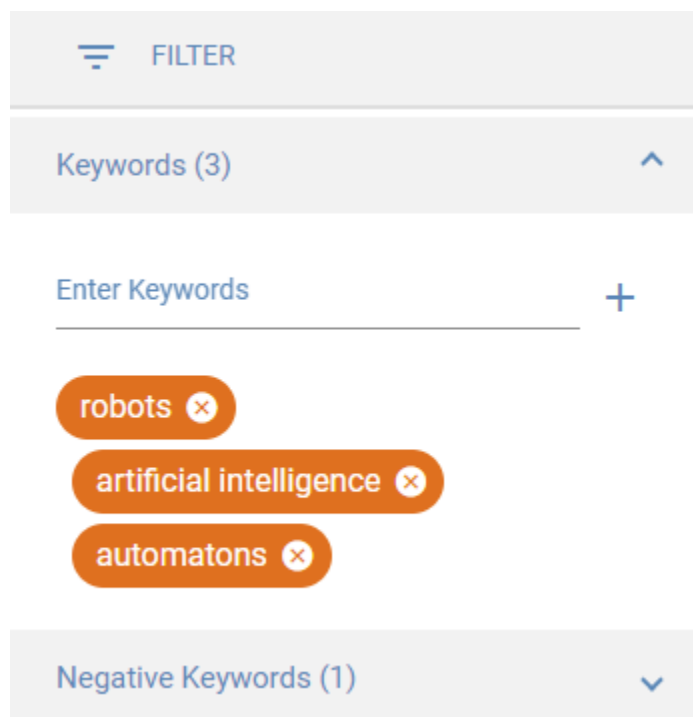 FILTER
Keywords (3)
Enter Keywords
robots
artificial intelligence
automatons
Negative Keywords (1)